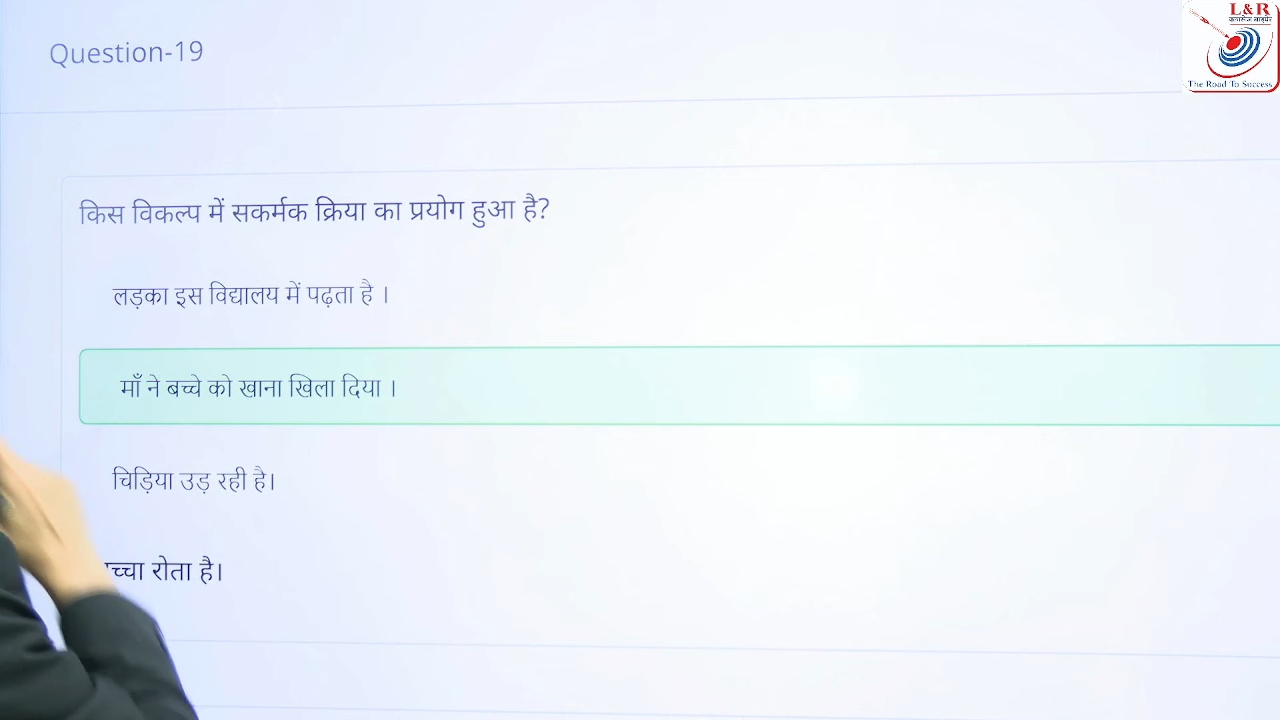 L&R
Question-19
The Road To Success
किस विकल्प में सकर्मक क्रिया का प्रयोग हुआ है?
लड़का इस विद्यालय में पढ़ता है ।
माँ ने बच्चे को खाना खिला दिया ।
चिड़िया उड़ रही है।
रोता है।